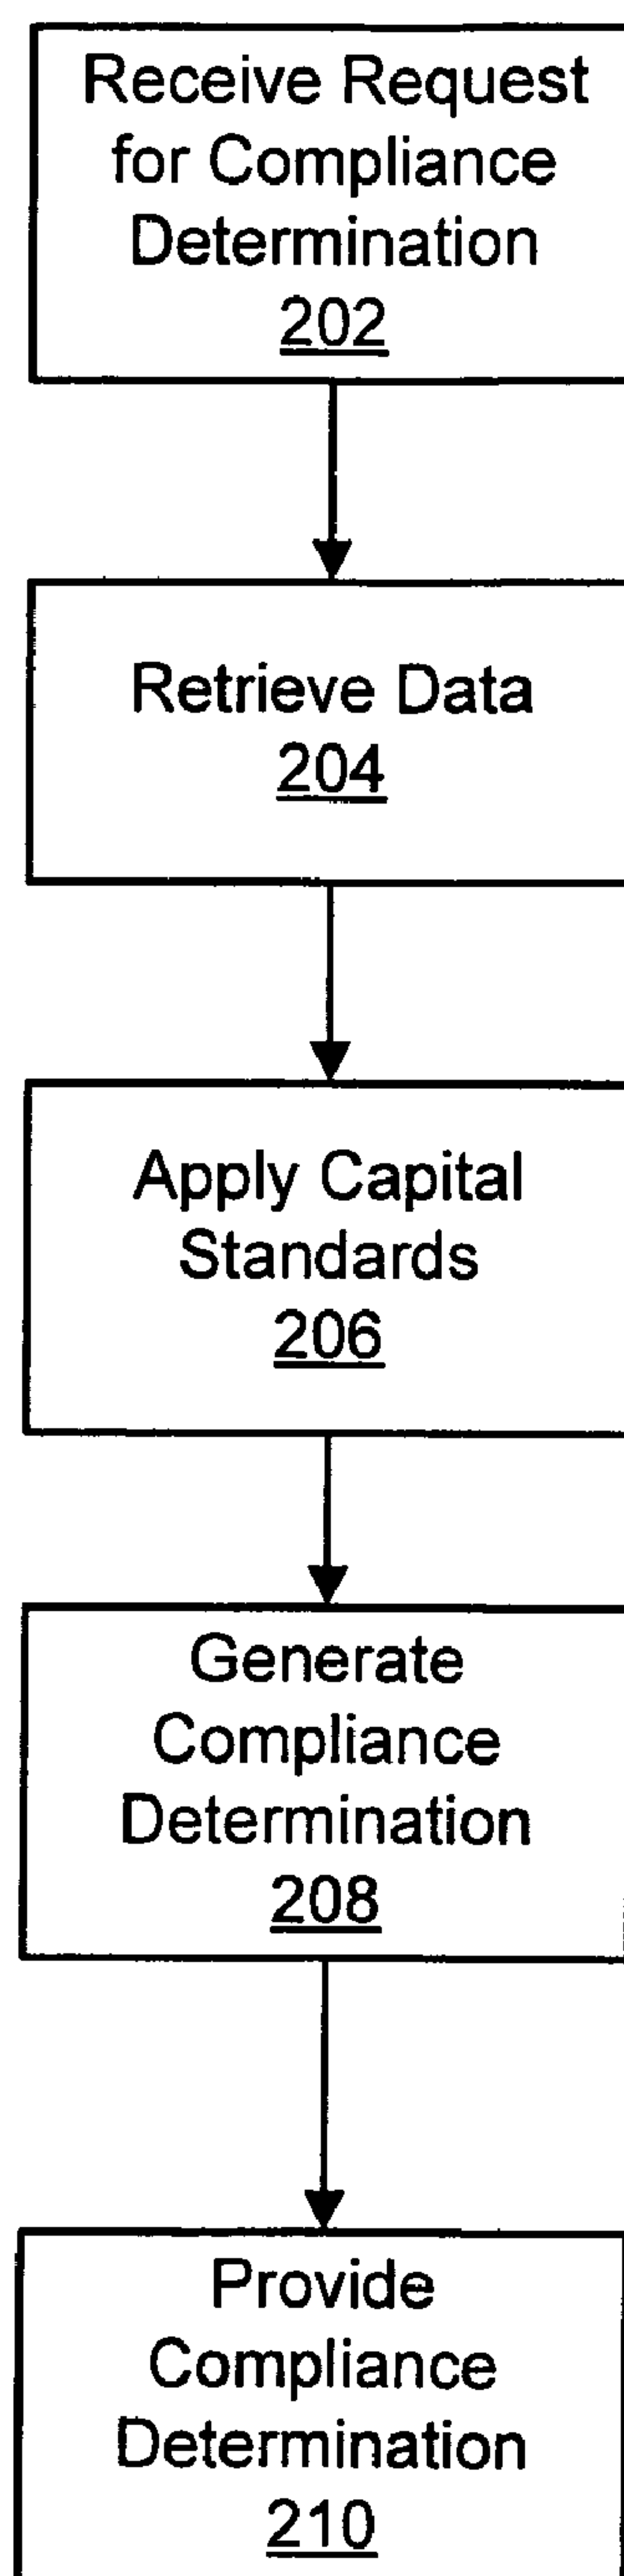 Receive Request
for Compliance
Determination
202
Retrieve Data
204
Apply Capital
Standards
206
Generate
Compliance
Determination
208
Provide
Compliance
Determination
210